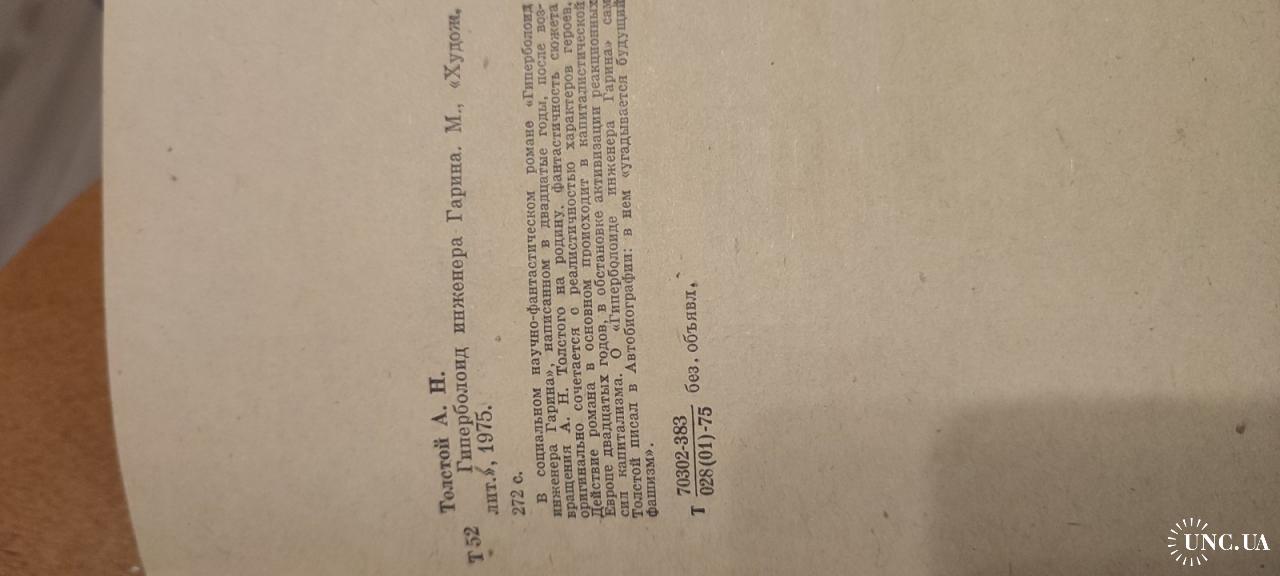 Толстой А. Н.
Т 52
Гиперболоид инженера Гарина. М., «Худож.
лит.», 1975.
272 с.
В социальном научно-фантастическом романе «Гиперболоид
инженера Гарина», написанном в двадцатые годы, после воз-
вращения А. Н. Толстого на родину, фантастичность сюжета
оригинально сочетается с реалистичностью характеров героев.
Действие романа в основном происходит в капиталистической
Европе двадцатых годов, в обстановке активизации реакционных
сил капитализма. О «Гиперболоиде инженера Гарина» сам
Толстой писал в Автобиографии: в нем «угадывается будущий
фашизм».
Т 70302-383
028(01)-75 без. объявл.
UNC.UA